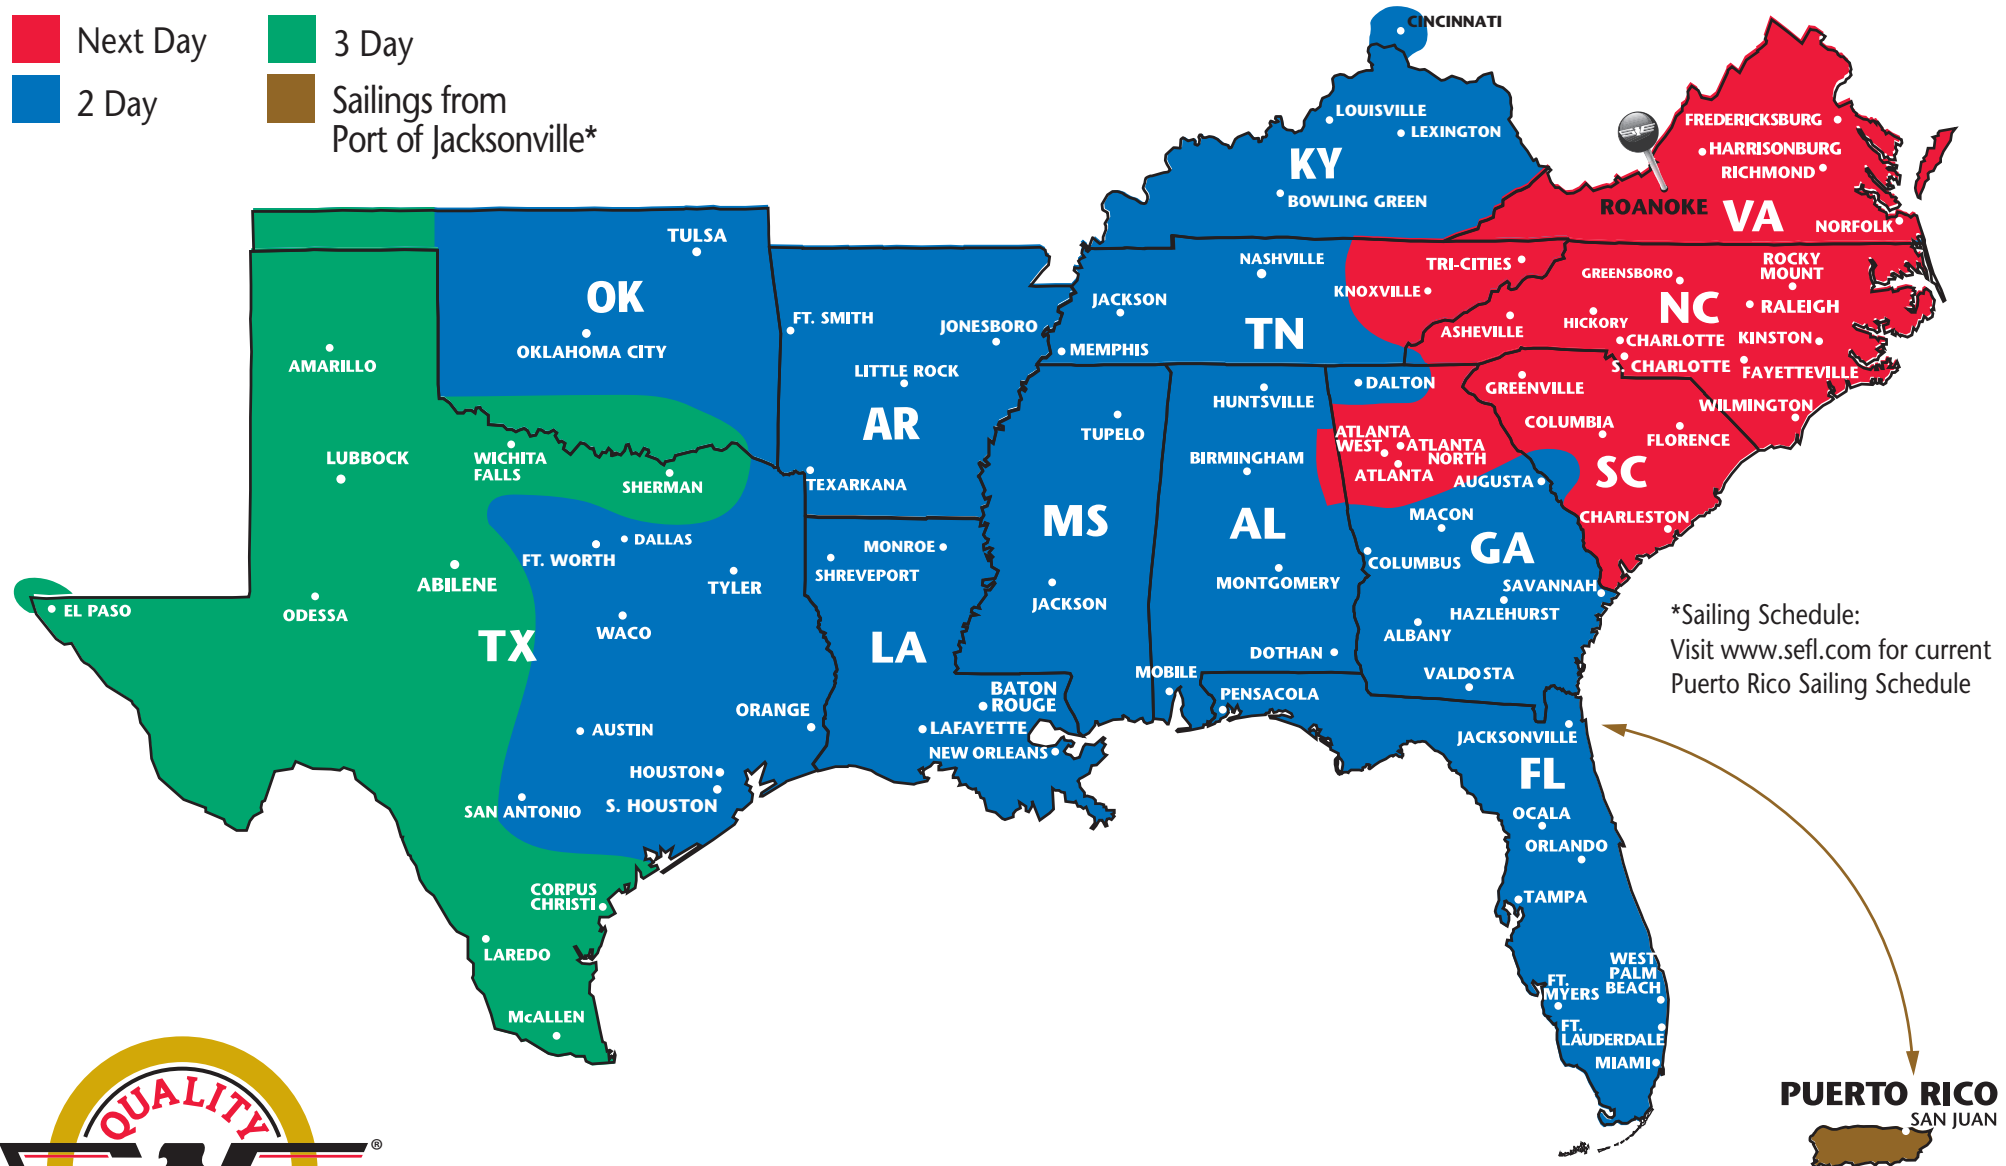 Next Day
3 Day
2 Day
Sailings from
Port of Jacksonville*
CINCINNATI
LOUISVILLE
LEXINGTON
KY
BOWLING GREEN
FREDERICKSBURG
HARRISONBURG
RICHMOND
ROANOKE
VA
NORFOLK
TULSA
OK
OKLAHOMA CITY
FT. SMITH
JONESBORO
LITTLE ROCK
AR
TEXARKANA
NASHVILLE
JACKSON
TN
MEMPHIS
TRI-CITIES
KNOXVILLE
ASHEVILLE
GREENSBORO
ROCKY
MOUNT
NC
RALEIGH
HICKORY
CHARLOTTE
KINSTON
S. CHARLOTTE
FAYETTEVILLE
WILMINGTON
AMARILLO
LUBBOCK
WICHITA
FALLS
SHERMAN
DALLAS
FT. WORTH
ABILENE
TYLER
EL PASO
ODESSA
WACO
TX
ORANGE
AUSTIN
HOUSTON
S. HOUSTON
SAN ANTONIO
CORPUS
CHRISTI
LAREDO
McALLEN
MONROE
SHREVEPORT
LA
BATON
ROUGE
LAFAYETTE
NEW ORLEANS
TUPELO
MS
JACKSON
HUNTSVILLE
BIRMINGHAM
AL
MONTGOMERY
DOTHAN
MOBILE
DALTON
ATLANTA
WEST
ATLANTA
NORTH
ATLANTA
AUGUSTA
MACON
GA
COLUMBUS
SAVANNAH
HAZLEHURST
ALBANY
VALDOSTA
GREENVILLE
COLUMBIA
FLORENCE
SC
CHARLESTON
PENSACOLA
JACKSONVILLE
FL
OCALA
ORLANDO
TAMPA
WEST
PALM
BEACH
FT.
MYERS
FT.
LAUDERDALE
MIAMI
*Sailing Schedule:
Visit www.sefl.com for current
Puerto Rico Sailing Schedule
PUERTO RICO
SAN JUAN
QUALITY
®